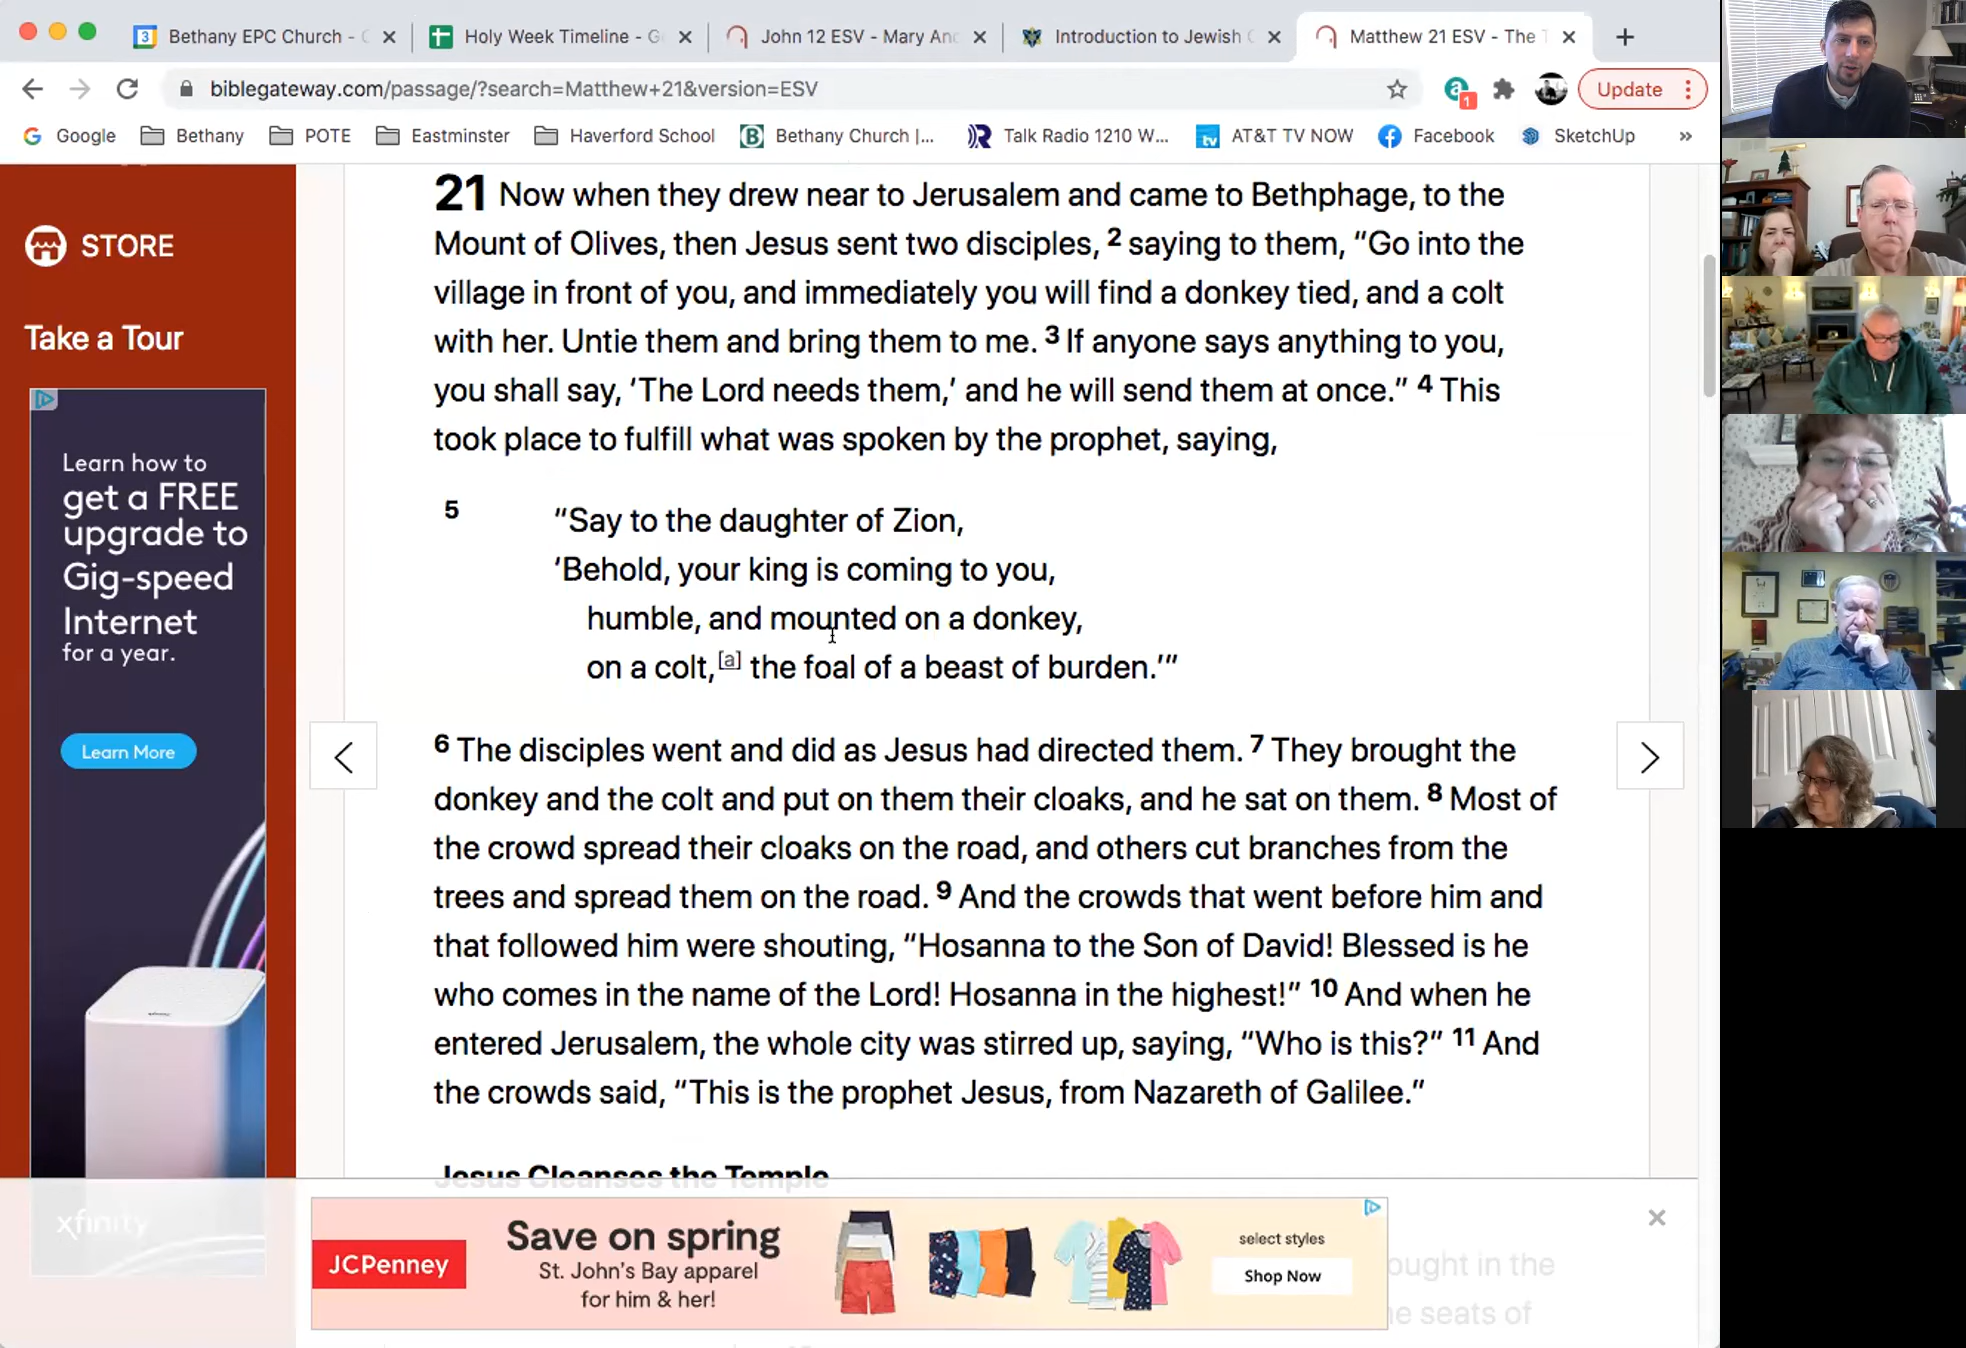 Bethany EPC Church -
Holy Week Timeline - G
John 12 ESV - Mary An
Introduction to Jewish
Matthew 21 ESV - The T
biblegateway.com/passage/?search=Matthew+21&version=ESV
Update
Google
Bethany
POTE
Eastminster
Haverford School
Bethany Church |...
Talk Radio 1210 W...
AT&T TV NOW
Facebook
SketchUp
»
STORE
Take a Tour
Learn how to
get a FREE
upgrade to
Gig-speed
Internet
for a year.
Learn More
xfinity
21 Now when they drew near to Jerusalem and came to Bethphage, to the
Mount of Olives, then Jesus sent two disciples, 2 saying to them, “Go into the
village in front of you, and immediately you will find a donkey tied, and a colt
with her. Untie them and bring them to me. 3 If anyone says anything to you,
you shall say, ‘The Lord needs them,’ and he will send them at once.” 4 This
took place to fulfill what was spoken by the prophet, saying,
5 “Say to the daughter of Zion,
‘Behold, your king is coming to you,
humble, and mounted on a donkey,
on a colt,[a] the foal of a beast of burden.’”
6 The disciples went and did as Jesus had directed them. 7 They brought the
donkey and the colt and put on them their cloaks, and he sat on them. 8 Most of
the crowd spread their cloaks on the road, and others cut branches from the
trees and spread them on the road. 9 And the crowds that went before him and
that followed him were shouting, “Hosanna to the Son of David! Blessed is he
who comes in the name of the Lord! Hosanna in the highest!” 10 And when he
entered Jerusalem, the whole city was stirred up, saying, “Who is this?” 11 And
the crowds said, “This is the prophet Jesus, from Nazareth of Galilee.”
Jesus Cleanses the Temple
JCPenney
Save on spring
St. John's Bay apparel
for him & her!
select styles
Shop Now
ought in the
seats of